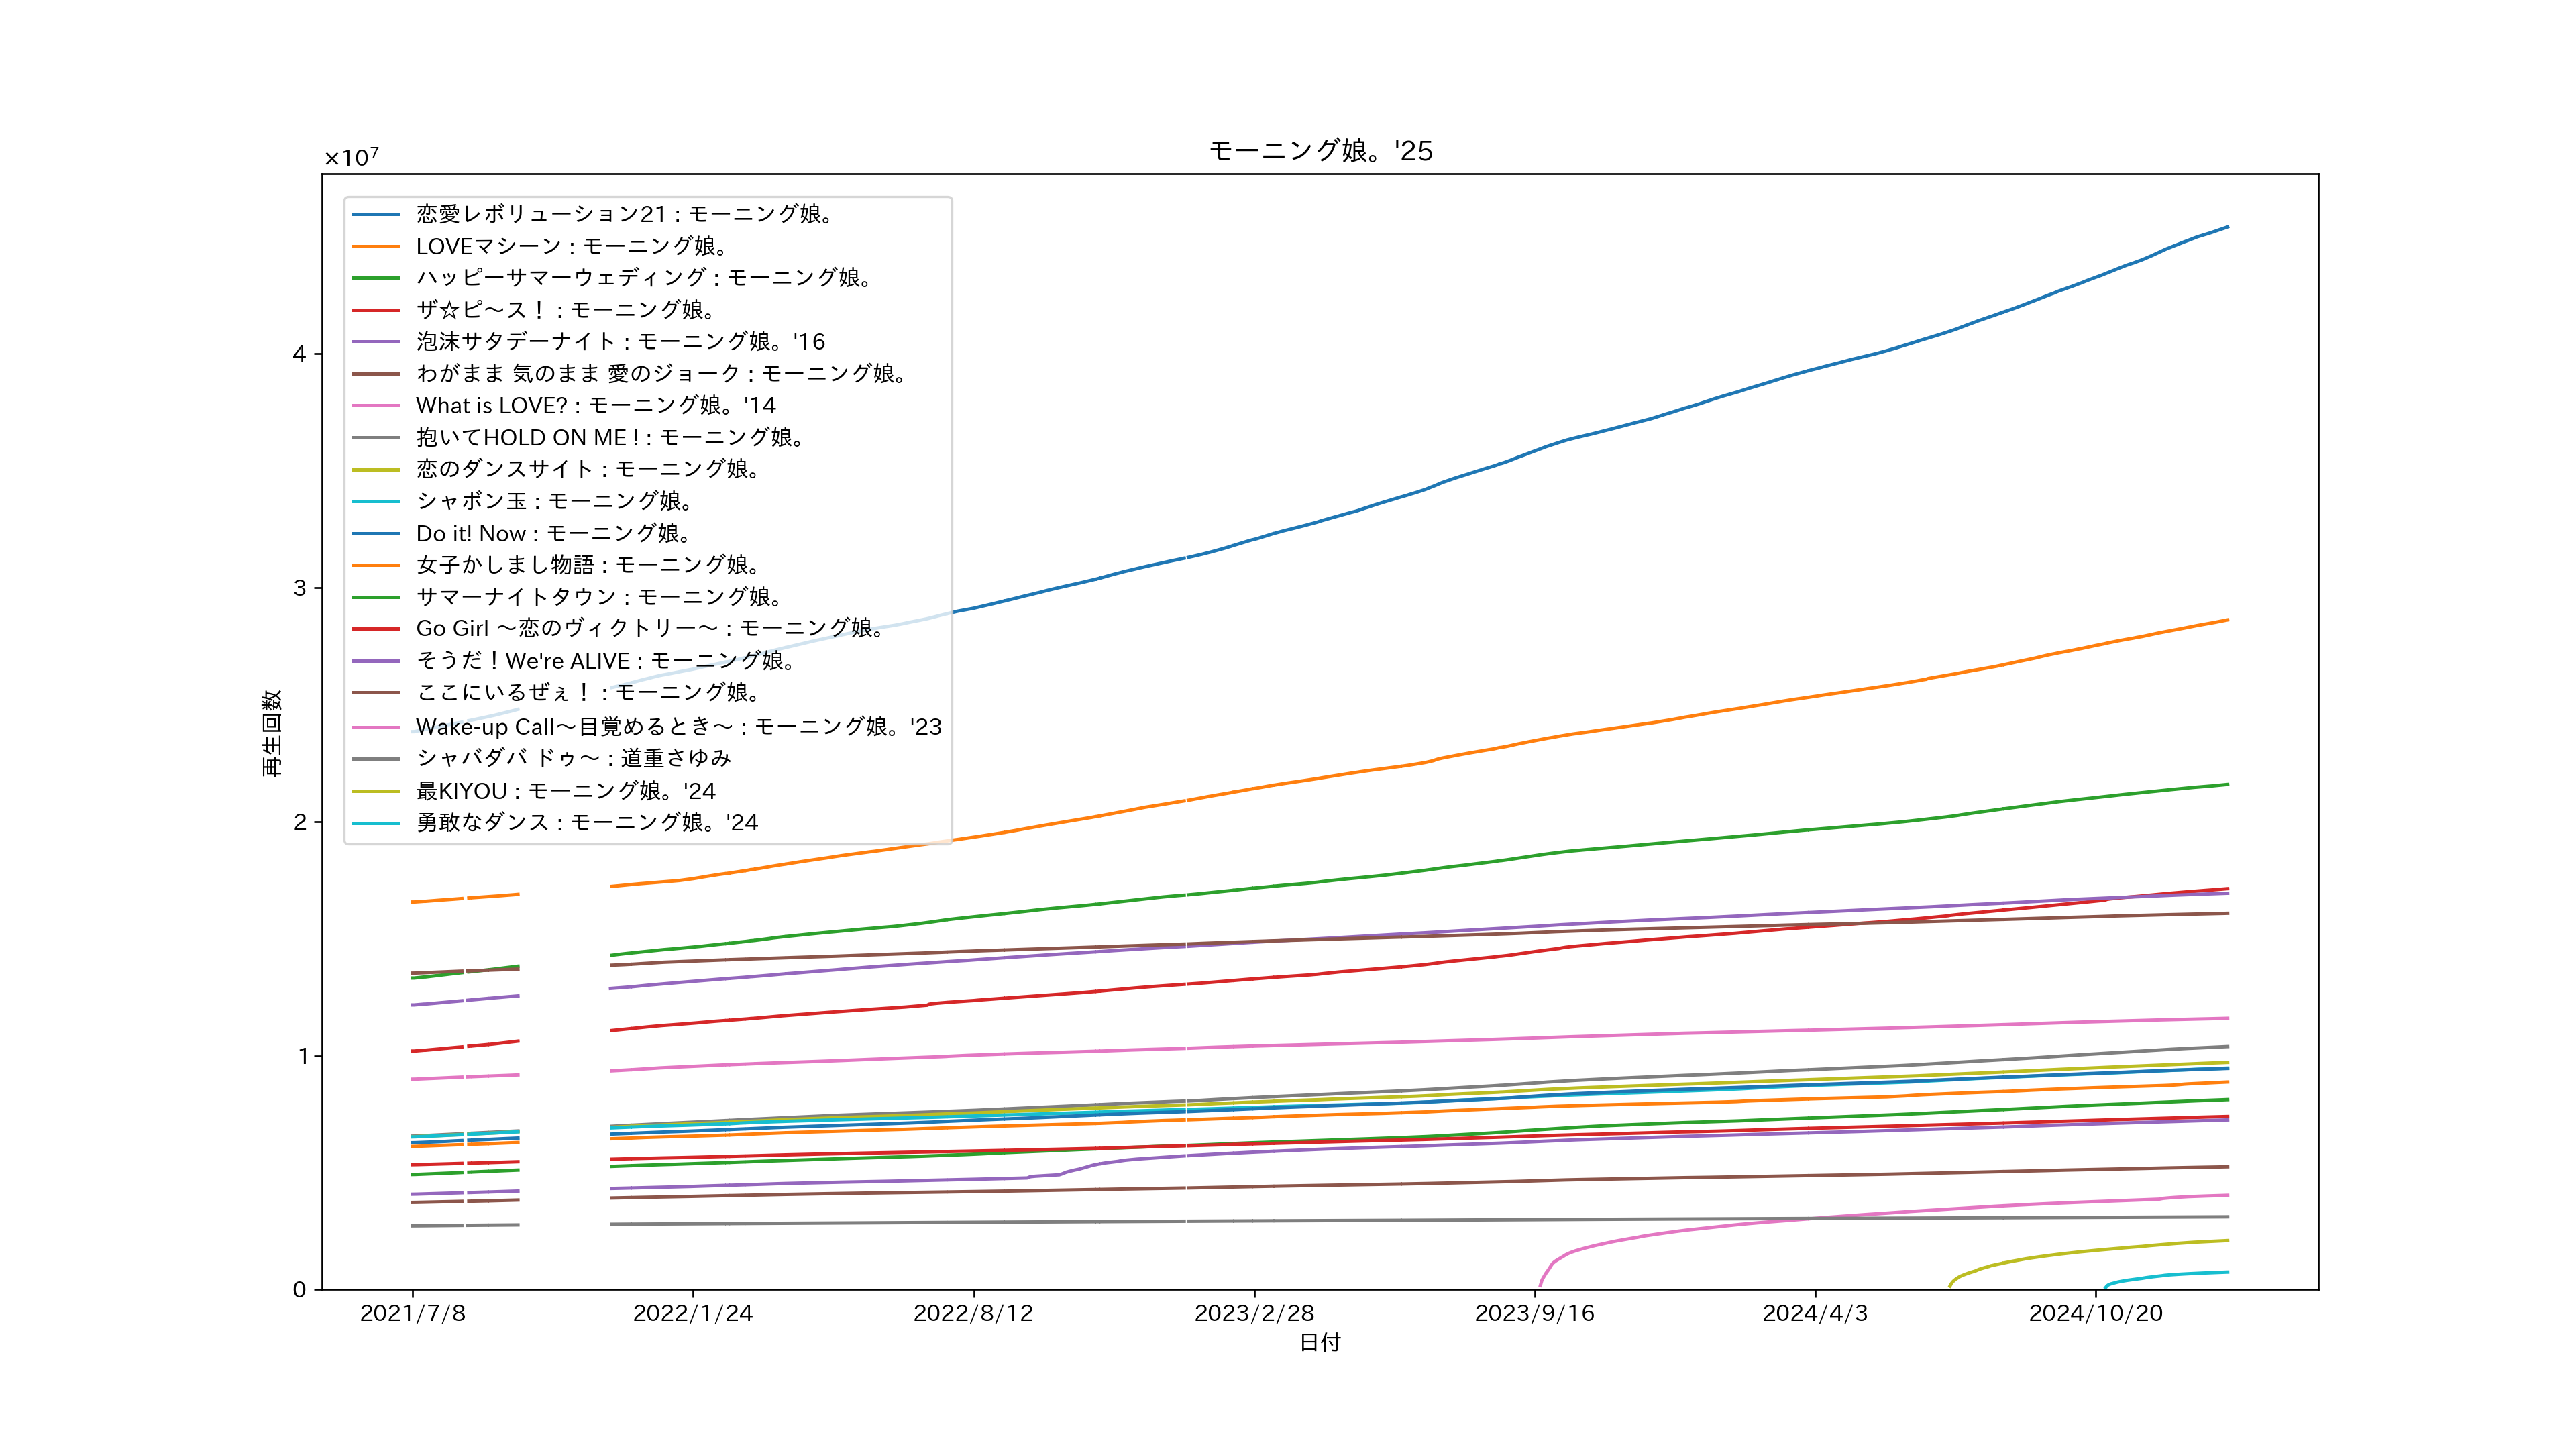 モーニング娘。'25
×10⁷
恋愛レボリューション21 : モーニング娘。
LOVEマシーン : モーニング娘。
ハッピーサマーウェディング : モーニング娘。
ザ☆ピ～ス！ : モーニング娘。
泡沫サタデーナイト : モーニング娘。'16
わがまま 気のまま 愛のジョーク : モーニング娘。
What is LOVE? : モーニング娘。'14
抱いてHOLD ON ME ! : モーニング娘。
恋のダンスサイト : モーニング娘。
シャボン玉 : モーニング娘。
Do it! Now : モーニング娘。
女子かしまし物語 : モーニング娘。
サマーナイトタウン : モーニング娘。
Go Girl ～恋のヴィクトリー～ : モーニング娘。
そうだ！We're ALIVE : モーニング娘。
ここにいるぜぇ！ : モーニング娘。
Wake-up Call～目覚めるとき～ : モーニング娘。'23
シャバダバ ドゥ～ : 道重さゆみ
最KIYOU : モーニング娘。'24
勇敢なダンス : モーニング娘。'24
再生回数
4
3
2
1
0
2021/7/8
2022/1/24
2022/8/12
2023/2/28
2023/9/16
2024/4/3
2024/10/20
日付